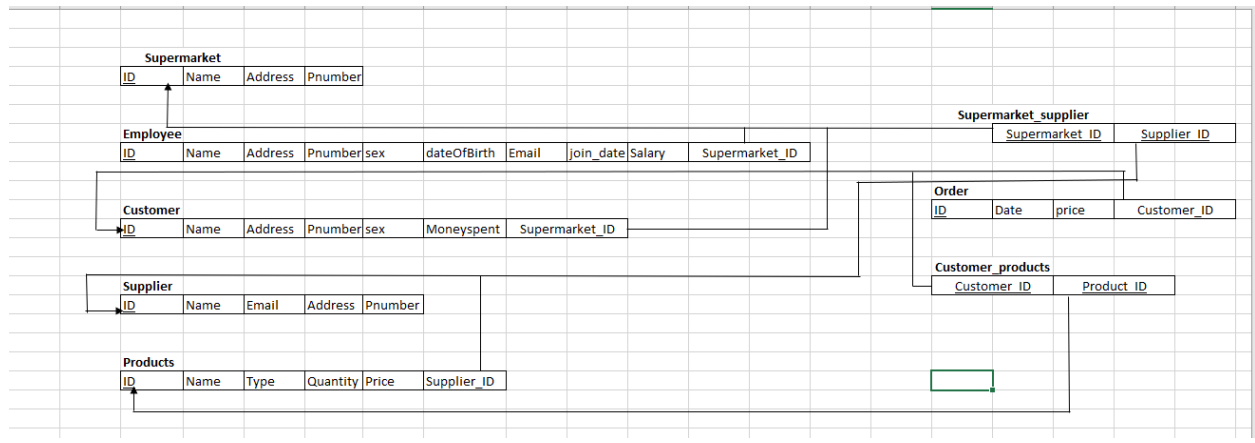 Supermarket
ID Name Address Pnumber
Supermarket_supplier
Supermarket_ID Supplier_ID
Employee
ID Name Address Pnumber sex dateOfBirth Email join_date Salary Supermarket_ID
Order
ID Date price Customer_ID
Customer
ID Name Address Pnumber sex Moneyspent Supermarket_ID
Customer_products
Customer_ID Product_ID
Supplier
ID Name Email Address Pnumber
Products
ID Name Type Quantity Price Supplier_ID